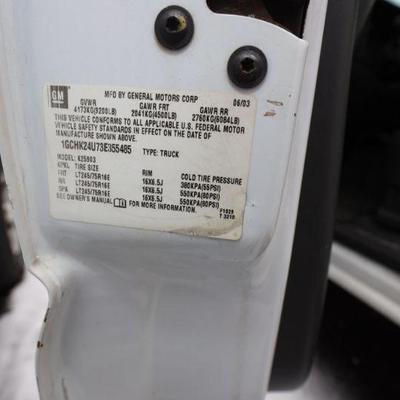 GM
MFD BY GENERAL MOTORS CORP 06/03
GVWR GAWR FRT GAWR RR
4173KG(9200LB) 2041KG(4500LB) 2760KG(6084LB)
THIS VEHICLE CONFORMS TO ALL APPLICABLE U.S. FEDERAL MOTOR
VEHICLE SAFETY STANDARDS IN EFFECT ON THE DATE OF
MANUFACTURE SHOWN ABOVE.
1GCHK24U73E355485 TYPE: TRUCK
MODEL: K25903
TIRE SIZE RIM COLD TIRE PRESSURE
FRT LT245/75R16E 16X6.5J 380KPA(55PSI)
RR LT245/75R16E 16X6.5J 550KPA(80PSI)
SPA LT245/75R16E 16X6.5J 550KPA(80PSI)
SEE OWNER'S MANUAL FOR MORE INFORMATION.